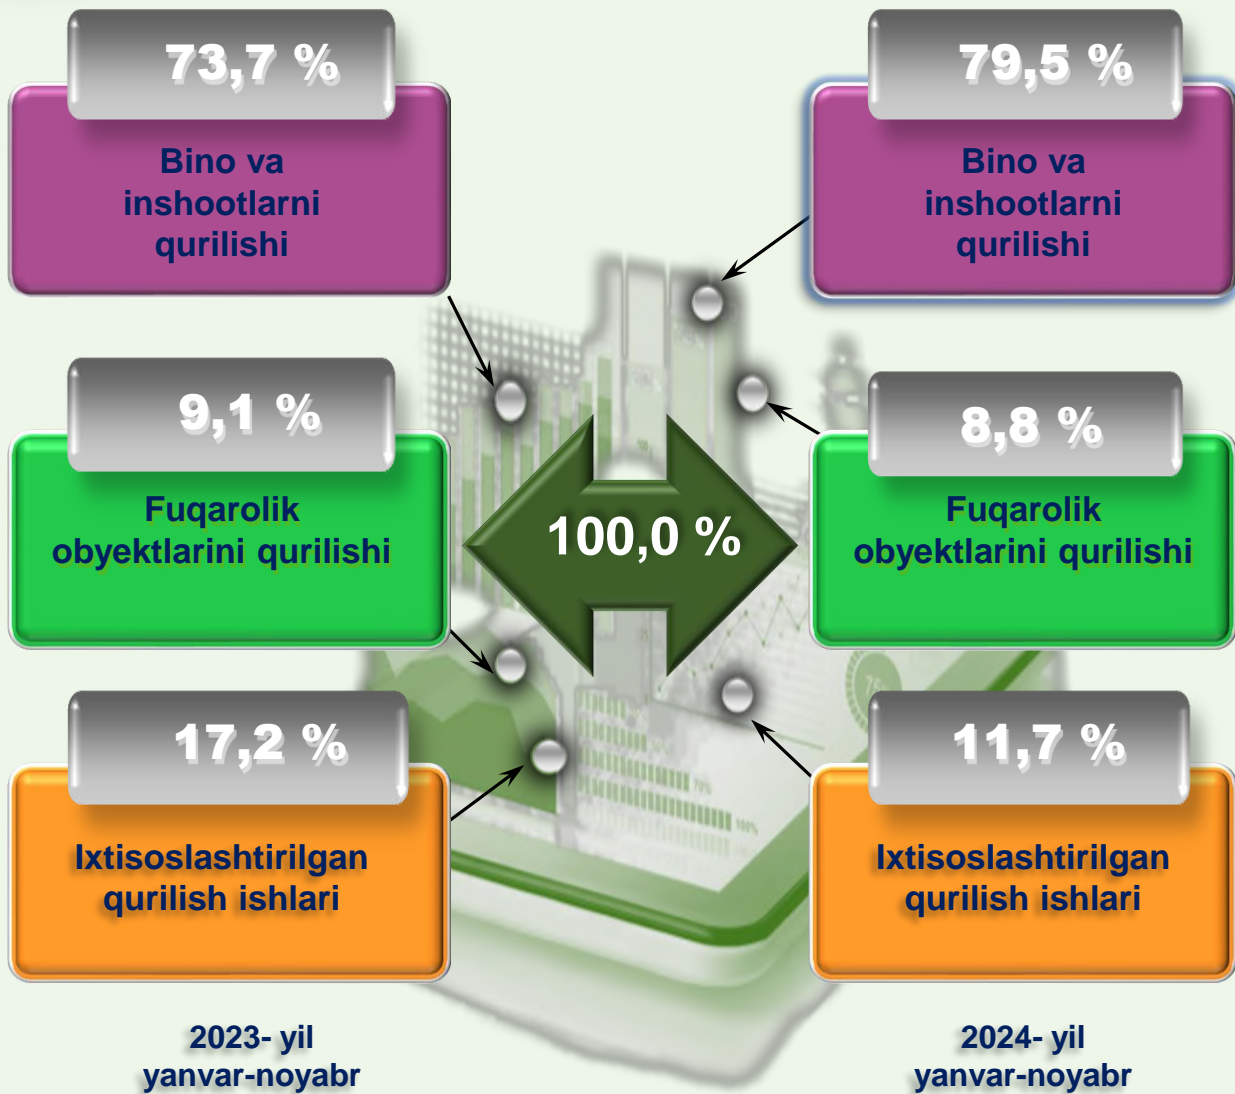 73,7 %
Bino va
inshootlarni
qurilishi
9,1 %
Fuqarolik
obyektlarini qurilishi
17,2 %
Ixtisoslashtirilgan
qurilish ishlari
2023- yil
yanvar-noyabr
100,0 %
79,5 %
Bino va
inshootlarni
qurilishi
8,8 %
Fuqarolik
obyektlarini qurilishi
11,7 %
Ixtisoslashtirilgan
qurilish ishlari
2024- yil
yanvar-noyabr
70%
100%